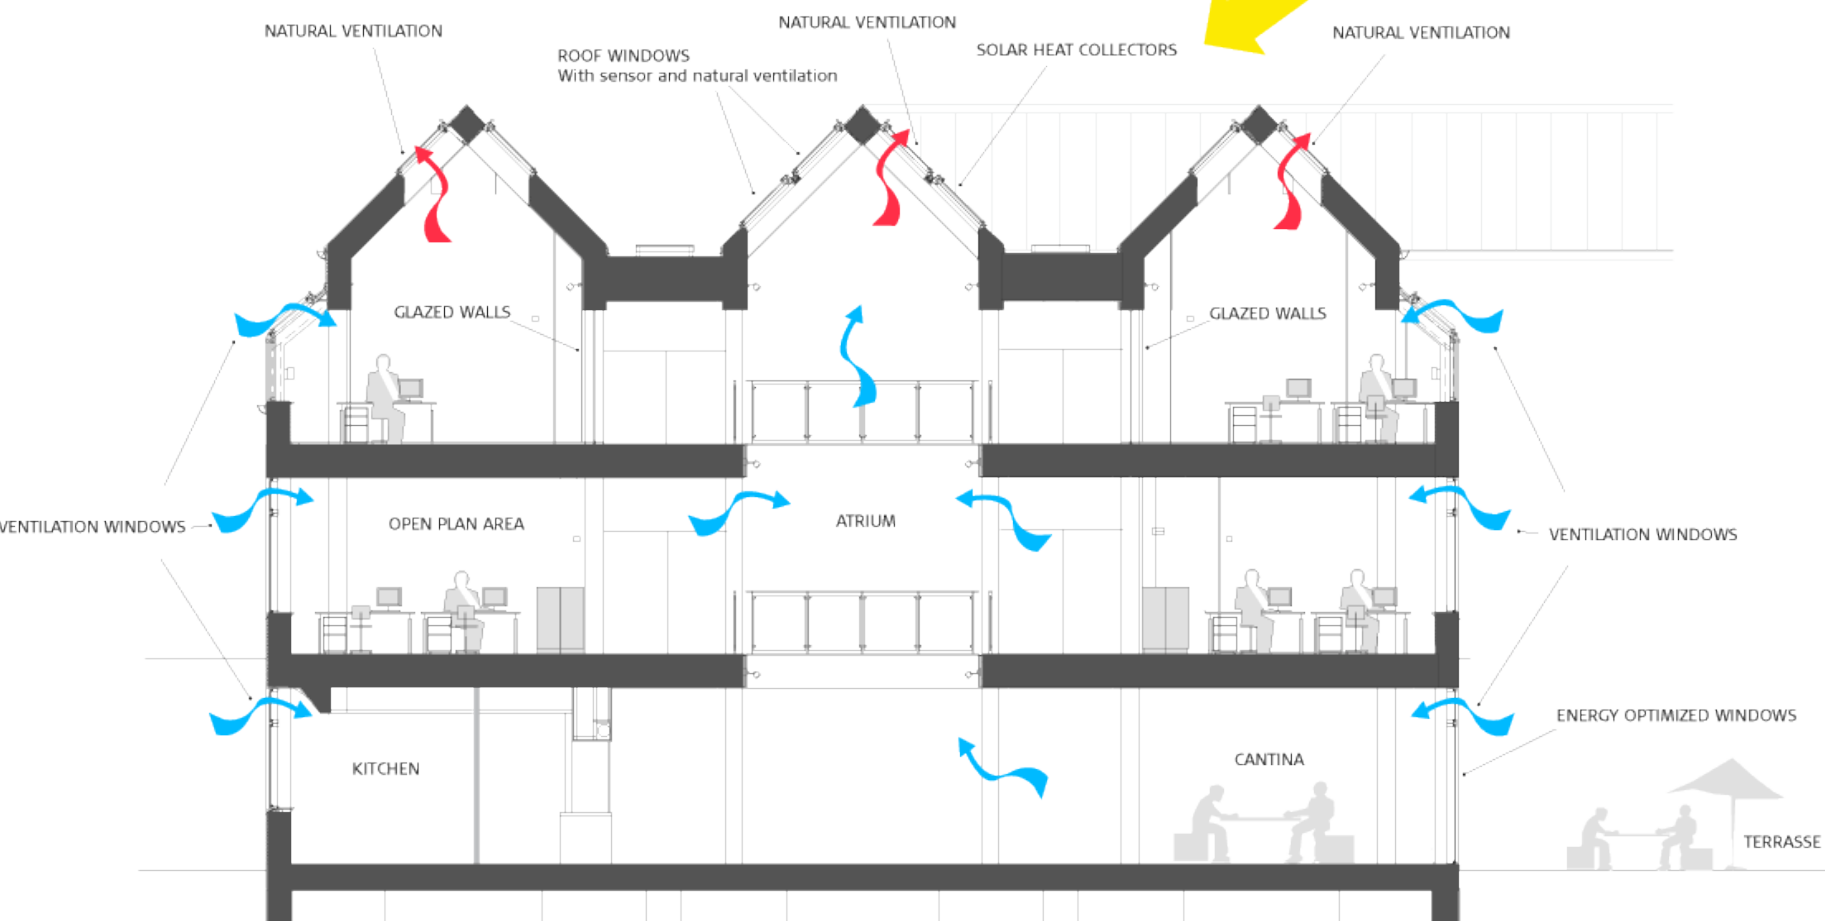 NATURAL VENTILATION
NATURAL VENTILATION
NATURAL VENTILATION
ROOF WINDOWS
With sensor and natural ventilation
SOLAR HEAT COLLECTORS
GLAZED WALLS
GLAZED WALLS
VENTILATION WINDOWS
OPEN PLAN AREA
ATRIUM
VENTILATION WINDOWS
ENERGY OPTIMIZED WINDOWS
KITCHEN
CANTINA
TERRASSE